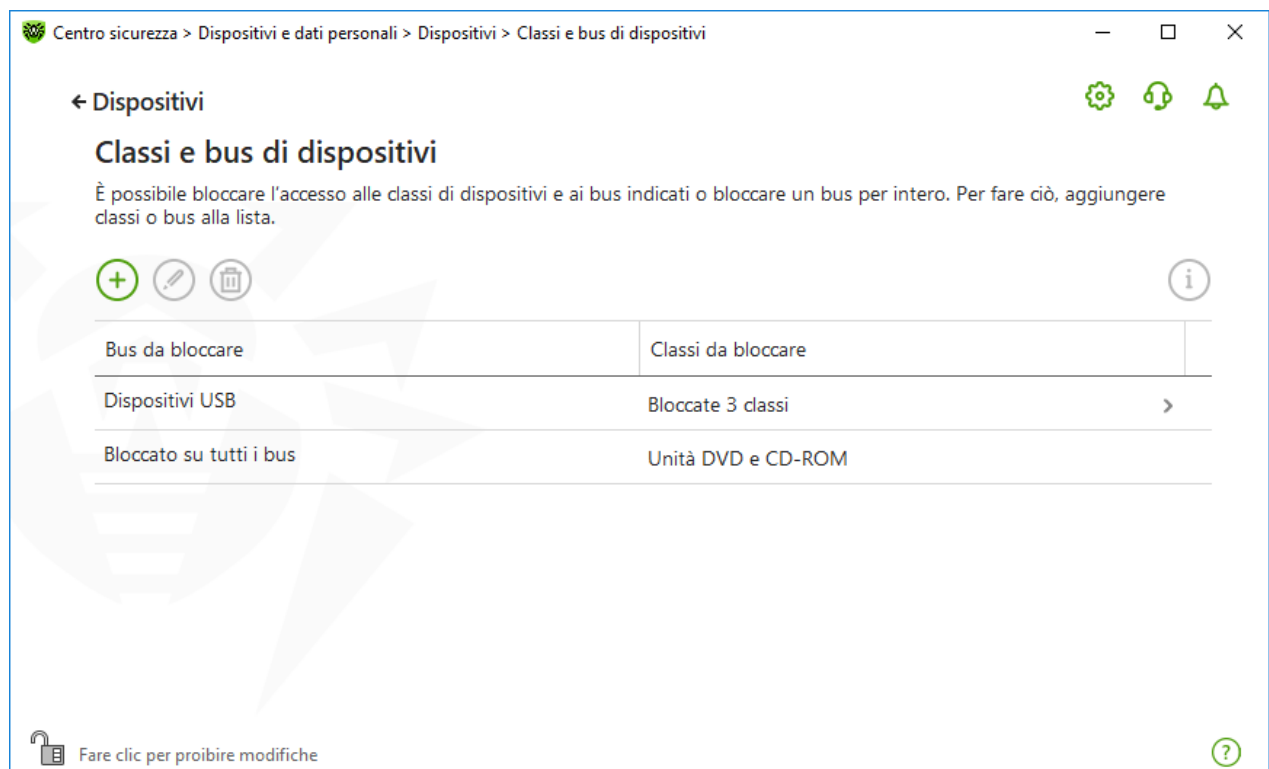 Centro sicurezza > Dispositivi e dati personali > Dispositivi > Classi e bus di dispositivi
Dispositivi
Classi e bus di dispositivi
È possibile bloccare l'accesso alle classi di dispositivi e ai bus indicati o bloccare un bus per intero. Per fare ciò, aggiungere
classi o bus alla lista.
Bus da bloccare Classi da bloccare
Dispositivi USB Bloccate 3 classi
Bloccato su tutti i bus Unità DVD e CD-ROM
Fare clic per proibire modifiche